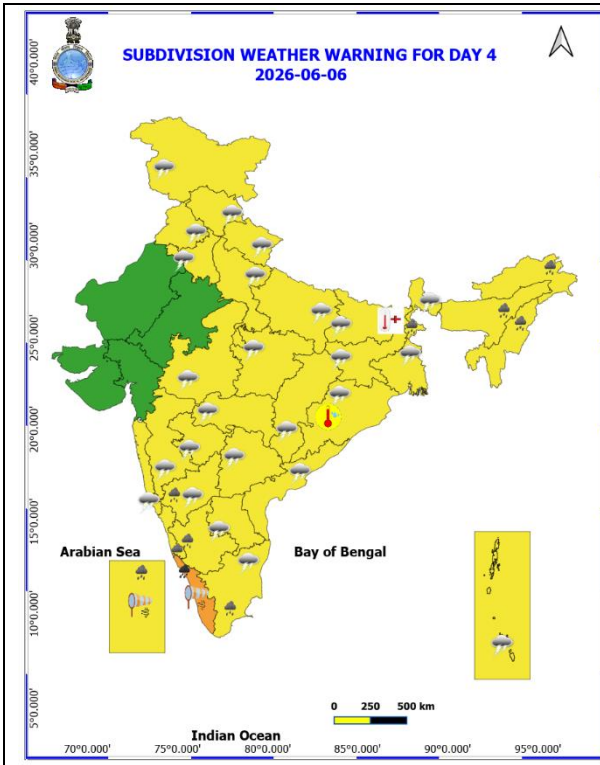 SUBDIVISION WEATHER WARNING FOR DAY 4
2026-06-06
40°0.000'
35°0.000'
30°0.000'
25°0.000'
20°0.000'
15°0.000'
10°0.000'
5°0.000'
Arabian Sea
Bay of Bengal
0 250 500 km
Indian Ocean
70°0.000' 75°0.000' 80°0.000' 85°0.000' 90°0.000' 95°0.000'